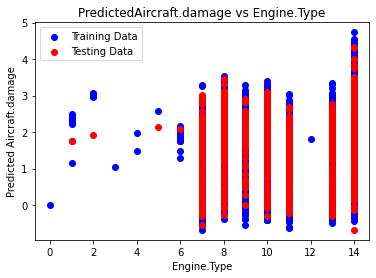 PredictedAircraft.damage vs Engine.Type
Training Data
Testing Data
Predicted Aircraft.damage
5
4
3
2
1
0
0 2 4 6 8 10 12 14
Engine.Type